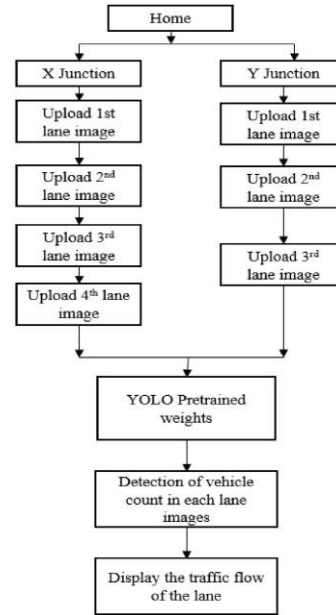 Home
X Junction
Upload 1st
lane image
Upload 2nd
lane image
Upload 3rd
lane image
Upload 4th lane
image
Y Junction
Upload 1st
lane image
Upload 2nd
lane image
Upload 3rd
lane image
YOLO Pretrained
weights
Detection of vehicle
count in each lane
images
Display the traffic flow
of the lane